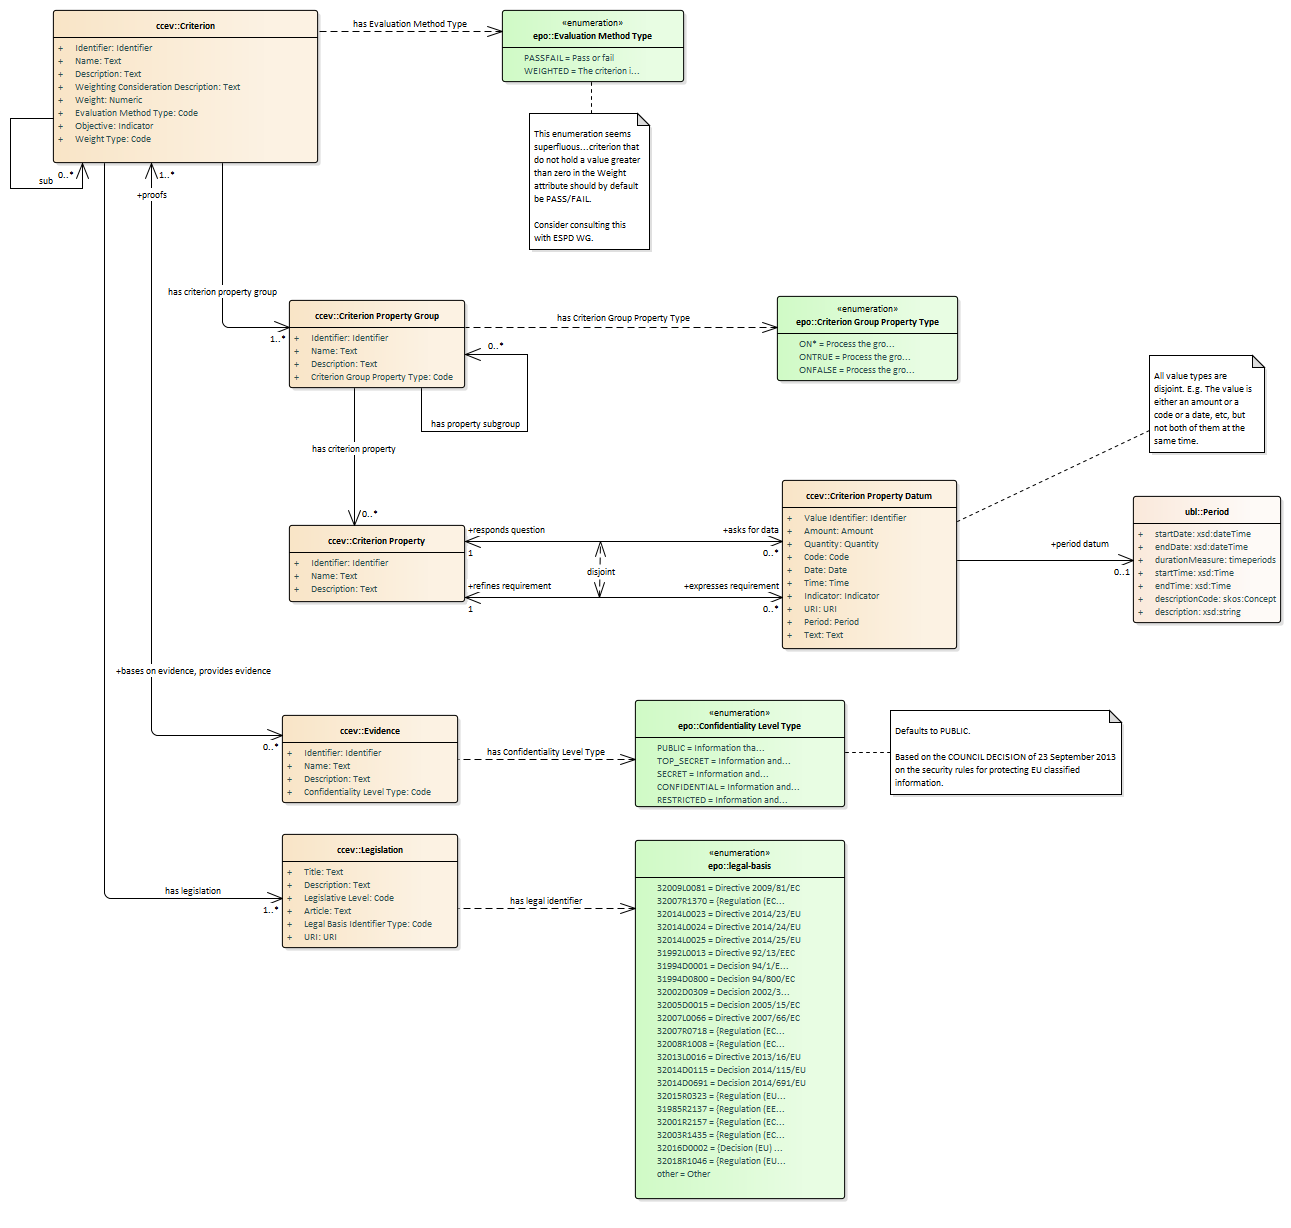 ccev::Criterion
+ Identifier: Identifier
+ Name: Text
+ Description: Text
+ Weighting Consideration Description: Text
+ Weight: Numeric
+ Evaluation Method Type: Code
+ Objective: Indicator
+ Weight Type: Code
has Evaluation Method Type
«enumeration»
epo::Evaluation Method Type
PASSFAIL = Pass or fail
WEIGHTED = The criterion i...
This enumeration seems
superfluous...criterion that
do not hold a value greater
than zero in the Weight
attribute should by default
be PASS/FAIL.
Consider consulting this
with ESPD WG.
sub
0..*
1..*
+proofs
has criterion property group
1..*
ccev::Criterion Property Group
+ Identifier: Identifier
+ Name: Text
+ Description: Text
+ Criterion Group Property Type: Code
has Criterion Group Property Type
«enumeration»
epo::Criterion Group Property Type
ON* = Process the gro...
ONTRUE = Process the gro...
ONFALSE = Process the gro...
0..*
has property subgroup
All value types are
disjoint. E.g. The value is
either an amount or a
code or a date, etc, but
not both of them at the
same time.
has criterion property
0..*
ccev::Criterion Property
+ Identifier: Identifier
+ Name: Text
+ Description: Text
+responds question
1
+asks for data
0..*
disjoint
+refines requirement
1
+expresses requirement
0..*
ccev::Criterion Property Datum
+ Value Identifier: Identifier
+ Amount: Amount
+ Quantity: Quantity
+ Code: Code
+ Date: Date
+ Time: Time
+ Indicator: Indicator
+ URI: URI
+ Period: Period
+ Text: Text
+period datum
0..1
ubl::Period
+ startDate: xsd:dateTime
+ endDate: xsd:dateTime
+ durationMeasure: timeperiods
+ startTime: xsd:Time
+ endTime: xsd:Time
+ descriptionCode: skos:Concept
+ description: xsd:string
+bases on evidence, provides evidence
0..*
ccev::Evidence
+ Identifier: Identifier
+ Name: Text
+ Description: Text
+ Confidentiality Level Type: Code
has Confidentiality Level Type
«enumeration»
epo::Confidentiality Level Type
PUBLIC = Information tha...
TOP_SECRET = Information and...
SECRET = Information and...
CONFIDENTIAL = Information and...
RESTRICTED = Information and...
Defaults to PUBLIC.
Based on the COUNCIL DECISION of 23 September 2013
on the security rules for protecting EU classified
information.
has legislation
1..*
ccev::Legislation
+ Title: Text
+ Description: Text
+ Legislative Level: Code
+ Article: Text
+ Legal Basis Identifier Type: Code
+ URI: URI
has legal identifier
«enumeration»
epo::legal-basis
32009L0081 = Directive 2009/81/EC
32007R1370 = {Regulation (EC...
32014L0023 = Directive 2014/23/EU
32014L0024 = Directive 2014/24/EU
32014L0025 = Directive 2014/25/EU
31992L0013 = Directive 92/13/EEC
31994D0001 = Decision 94/1/E...
31994D0800 = Decision 94/800/EC
32002D0309 = Decision 2002/3...
32005D0015 = Decision 2005/15/EC
32007L0066 = Directive 2007/66/EC
32007R0718 = {Regulation (EC...
32008R1008 = {Regulation (EC...
32013L0016 = Directive 2013/16/EU
32014D0115 = Decision 2014/115/EU
32014D0691 = Decision 2014/691/EU
32015R0323 = {Regulation (EU...
31985R2137 = {Regulation (EE...
32001R2157 = {Regulation (EC...
32003R1435 = {Regulation (EC...
32016D0002 = {Decision (EU) ...
32018R1046 = {Regulation (EU...
other = Other